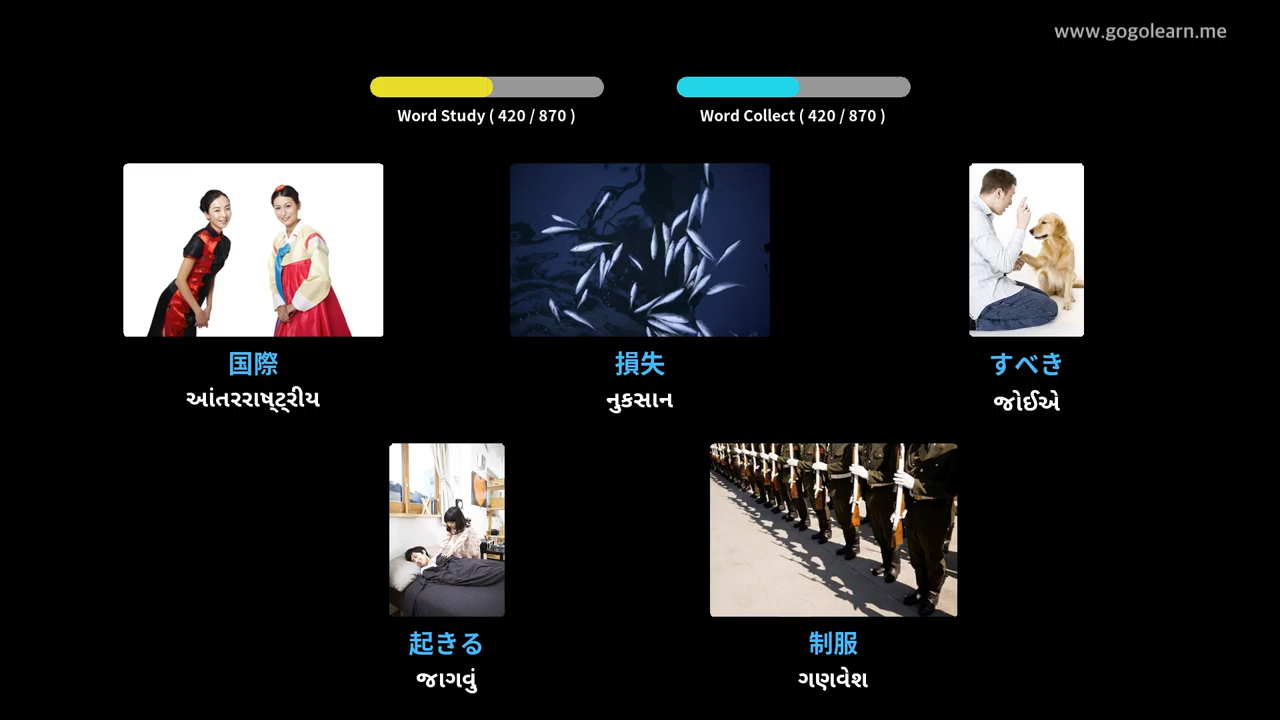 www.gogolearn.me
Word Study ( 420 / 870 )
Word Collect ( 420 / 870 )
国際
આંતરરાષ્ટ્રીય
損失
નુકસાન
すべき
જોઈએ
起きる
જાગવું
制服
ગણવેશ